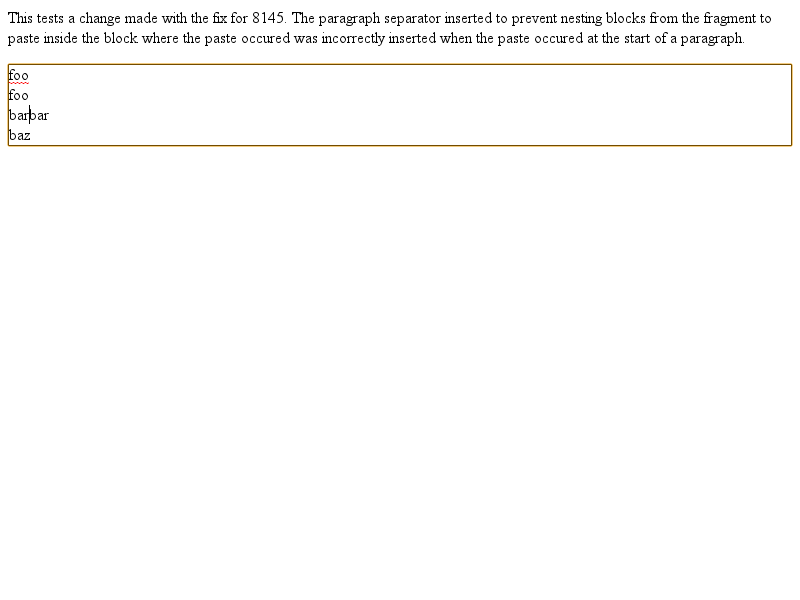 This tests a change made with the fix for 8145. The paragraph separator inserted to prevent nesting blocks from the fragment to
paste inside the block where the paste occured was incorrectly inserted when the paste occured at the start of a paragraph.
foo
foo
barbar
baz